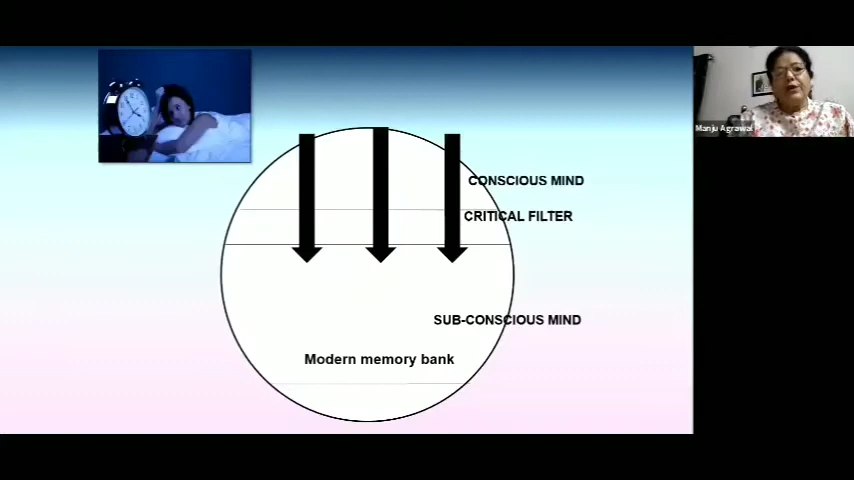 CONSCIOUS MIND
CRITICAL FILTER
SUB-CONSCIOUS MIND
Modern memory bank
Manju Agrawal